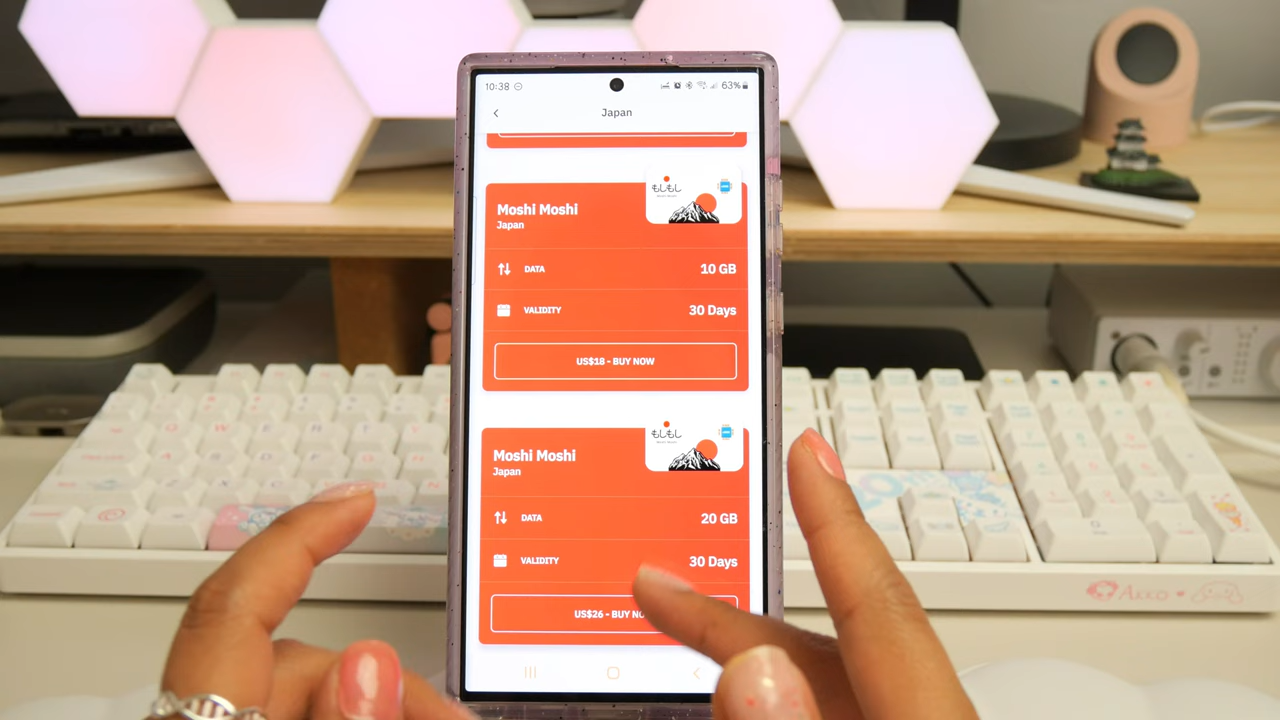 10:38
63%
Japan
もしもし
Moshi Moshi
Japan
DATA
10 GB
VALIDITY
30 Days
US$18 - BUY NOW
もしもし
Moshi Moshi
Japan
DATA
20 GB
VALIDITY
30 Days
US$26 - BUY NO
AKKO